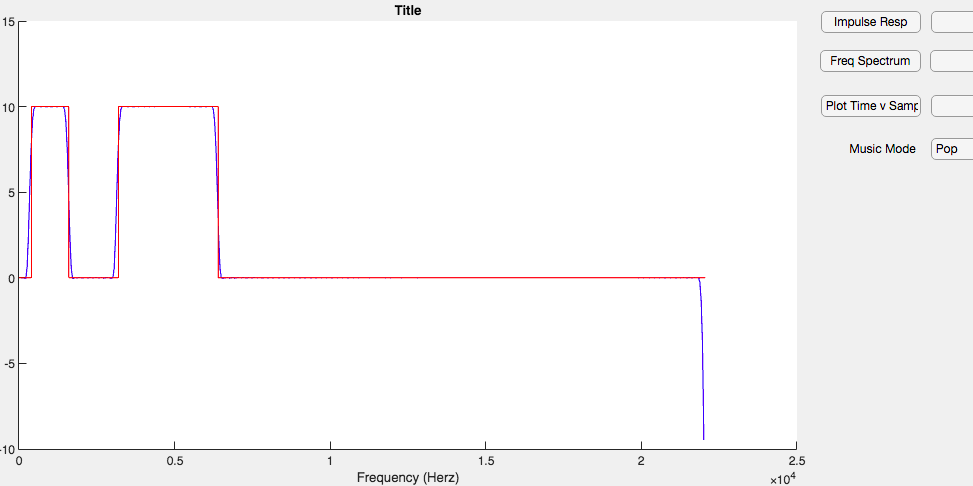 Title
15
10
5
0
-5
-10
0
0.5
1
1.5
2
2.5
×10⁴
Frequency (Herz)
Impulse Resp
Freq Spectrum
Plot Time v Samp
Music Mode
Pop